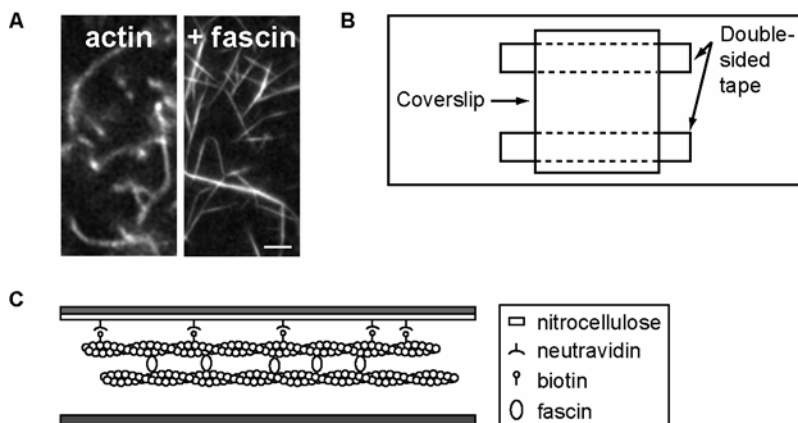 A
actin
+ fascin
B
Coverslip
Double-
sided
tape
C
nitrocellulose
neutravidin
biotin
fascin